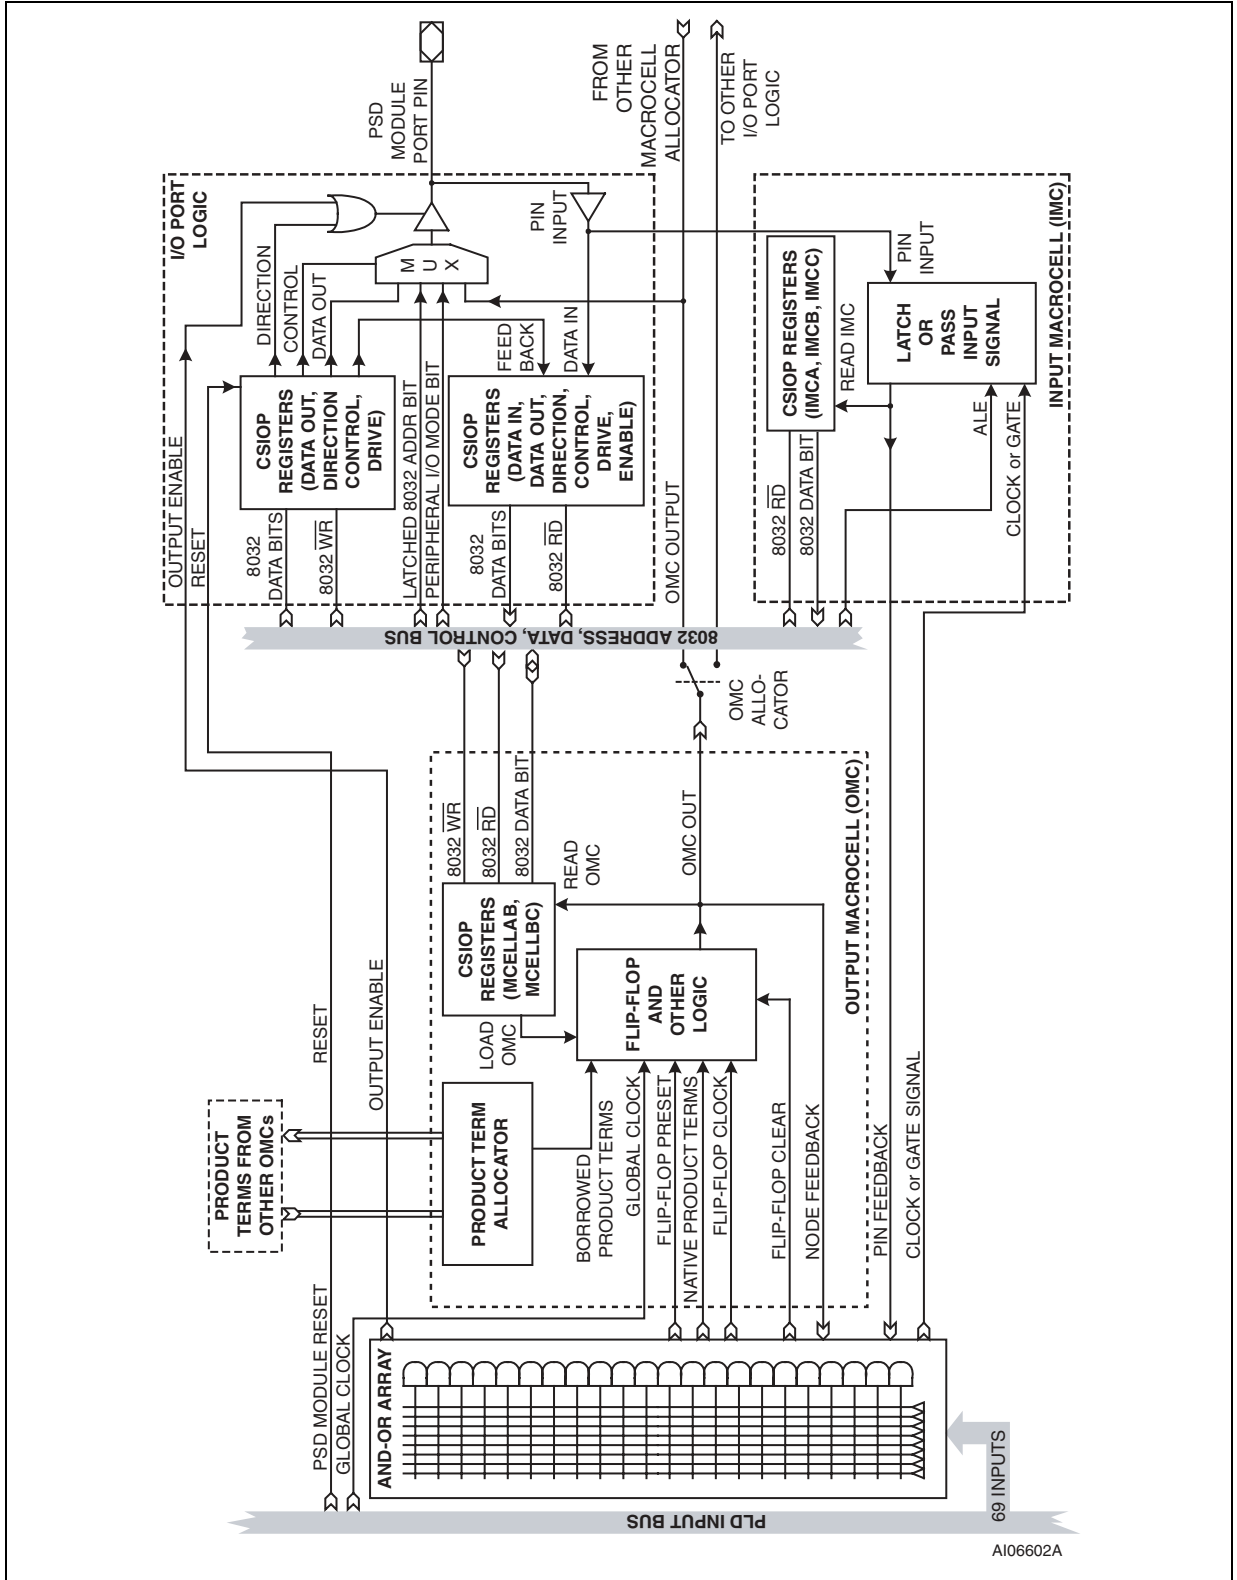 PLD INPUT BUS
69 INPUTS
AI06602A
PSD MODULE RESET
GLOBAL CLOCK
AND-OR ARRAY
PRODUCT
TERMS FROM
OTHER OMCs
RESET
OUTPUT ENABLE
PRODUCT TERM
ALLOCATOR
BORROWED
PRODUCT TERMS
GLOBAL CLOCK
FLIP-FLOP PRESET
NATIVE PRODUCT TERMS
FLIP-FLOP CLOCK
FLIP-FLOP CLEAR
NODE FEEDBACK
PIN FEEDBACK
CLOCK or GATE SIGNAL
CSIOP
REGISTERS
(MCELLAB,
MCELLBC)
LOAD
OMC
FLIP-FLOP
AND
OTHER
LOGIC
READ
OMC
8032 WR
8032 RD
8032 DATA BIT
OMC OUT
OUTPUT MACROCELL (OMC)
OMC
ALLO-
CATOR
8032 ADDRESS, DATA, CONTROL BUS
I/O PORT
LOGIC
OUTPUT ENABLE
RESET
8032
DATA BITS
8032 WR
CSIOP
REGISTERS
(DATA OUT,
DIRECTION
CONTROL,
DRIVE)
DIRECTION
CONTROL
DATA OUT
LATCHED 8032 ADDR BIT
PERIPHERAL I/O MODE BIT
M
U
X
8032
DATA BITS
8032 RD
CSIOP
REGISTERS
(DATA IN,
DATA OUT,
DIRECTION,
CONTROL,
DRIVE,
ENABLE)
FEED
BACK
DATA IN
PIN
INPUT
PSD
MODULE
PORT PIN
OMC OUTPUT
FROM
OTHER
MACROCELL
ALLOCATOR
TO OTHER
I/O PORT
LOGIC
8032 RD
8032 DATA BIT
CSIOP REGISTERS
(IMCA, IMCB, IMCC)
READ IMC
PIN
INPUT
LATCH
OR
PASS
INPUT
SIGNAL
ALE
CLOCK or GATE
INPUT MACROCELL (IMC)